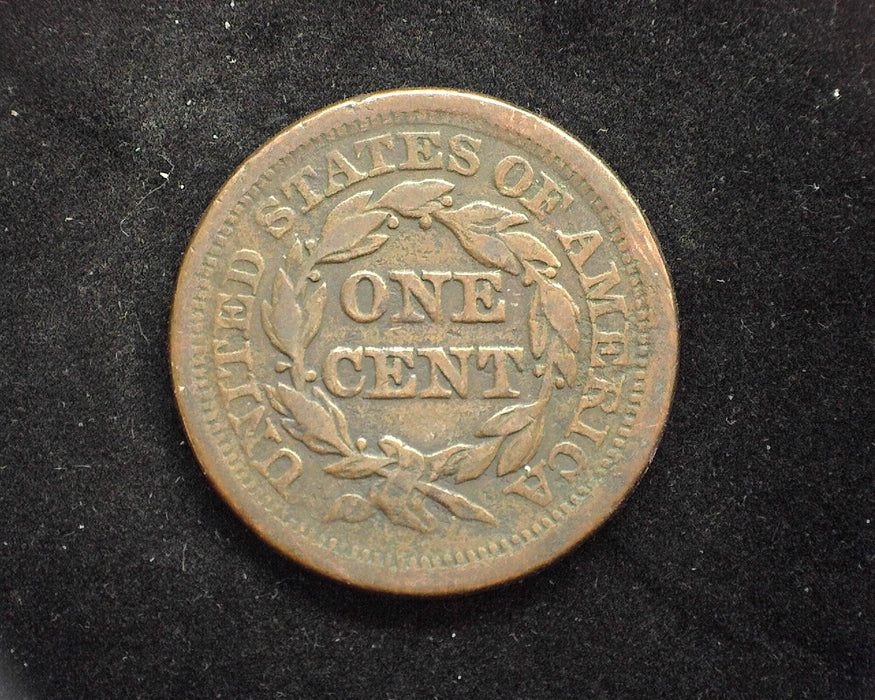 UNITED STATES OF AMERICA
ONE
CENT